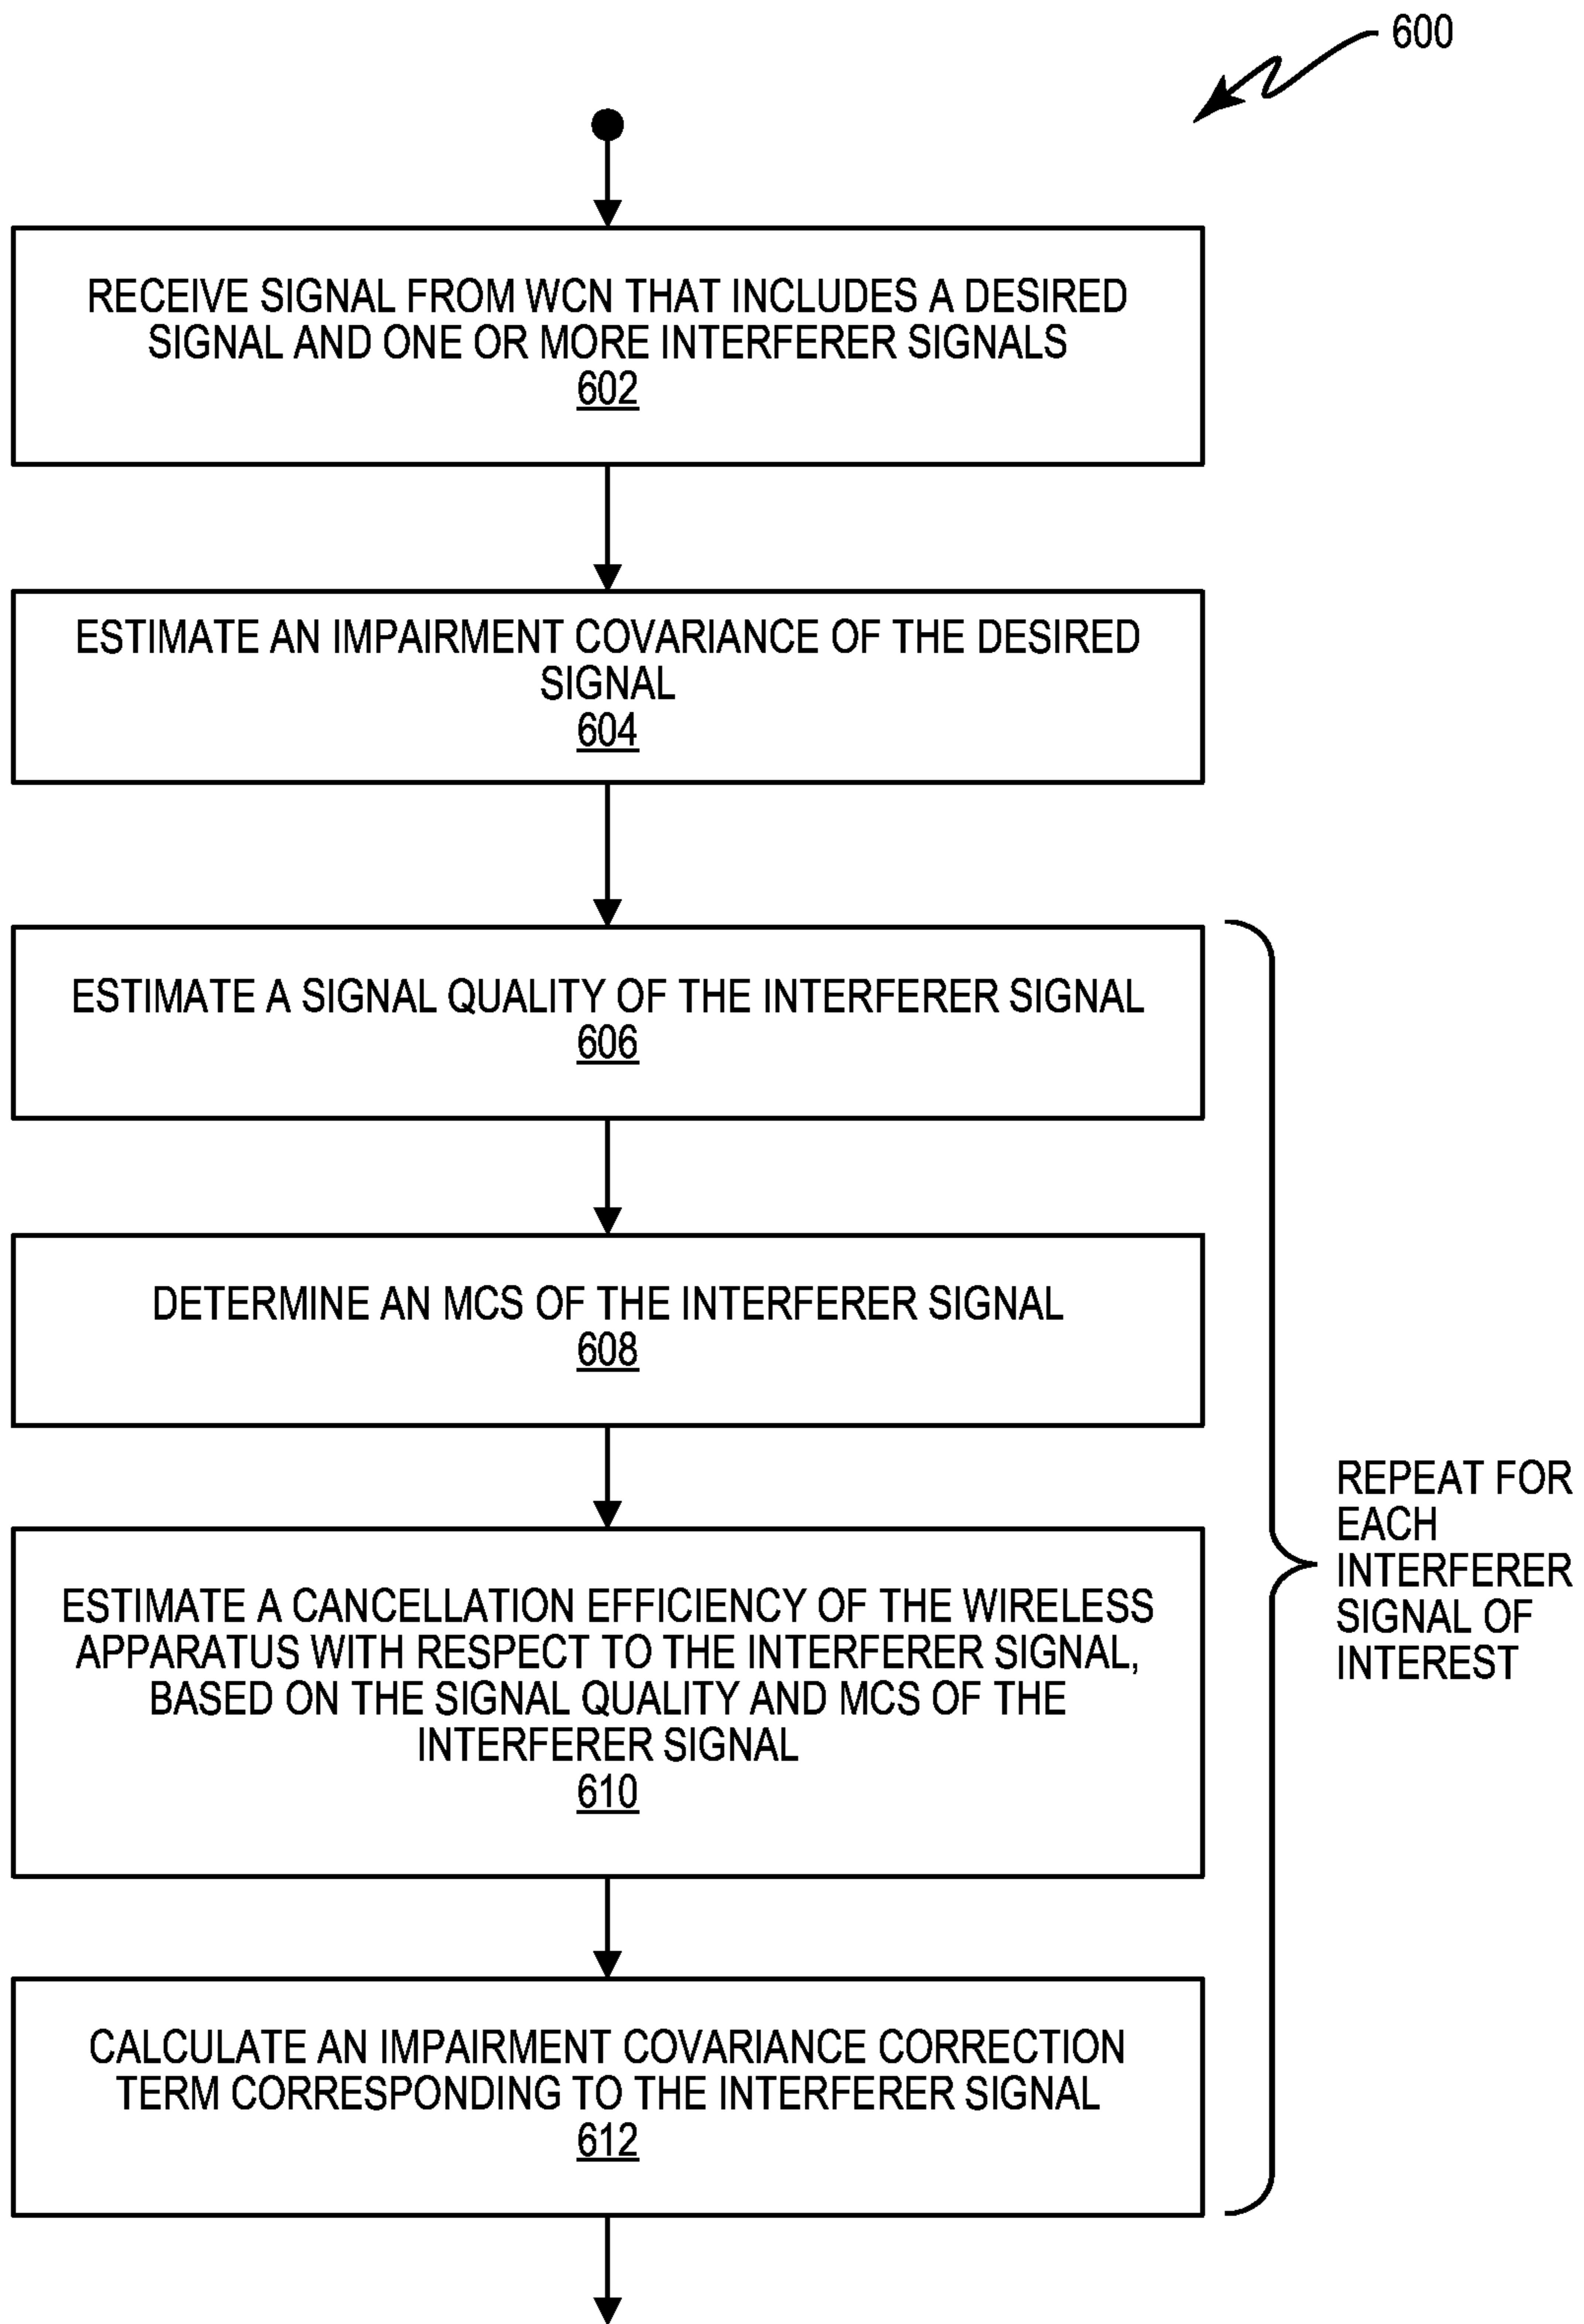 600
RECEIVE SIGNAL FROM WCN THAT INCLUDES A DESIRED
SIGNAL AND ONE OR MORE INTERFERER SIGNALS
602
ESTIMATE AN IMPAIRMENT COVARIANCE OF THE DESIRED
SIGNAL
604
ESTIMATE A SIGNAL QUALITY OF THE INTERFERER SIGNAL
606
DETERMINE AN MCS OF THE INTERFERER SIGNAL
608
ESTIMATE A CANCELLATION EFFICIENCY OF THE WIRELESS
APPARATUS WITH RESPECT TO THE INTERFERER SIGNAL,
BASED ON THE SIGNAL QUALITY AND MCS OF THE
INTERFERER SIGNAL
610
CALCULATE AN IMPAIRMENT COVARIANCE CORRECTION
TERM CORRESPONDING TO THE INTERFERER SIGNAL
612
REPEAT FOR
EACH
INTERFERER
SIGNAL OF
INTEREST